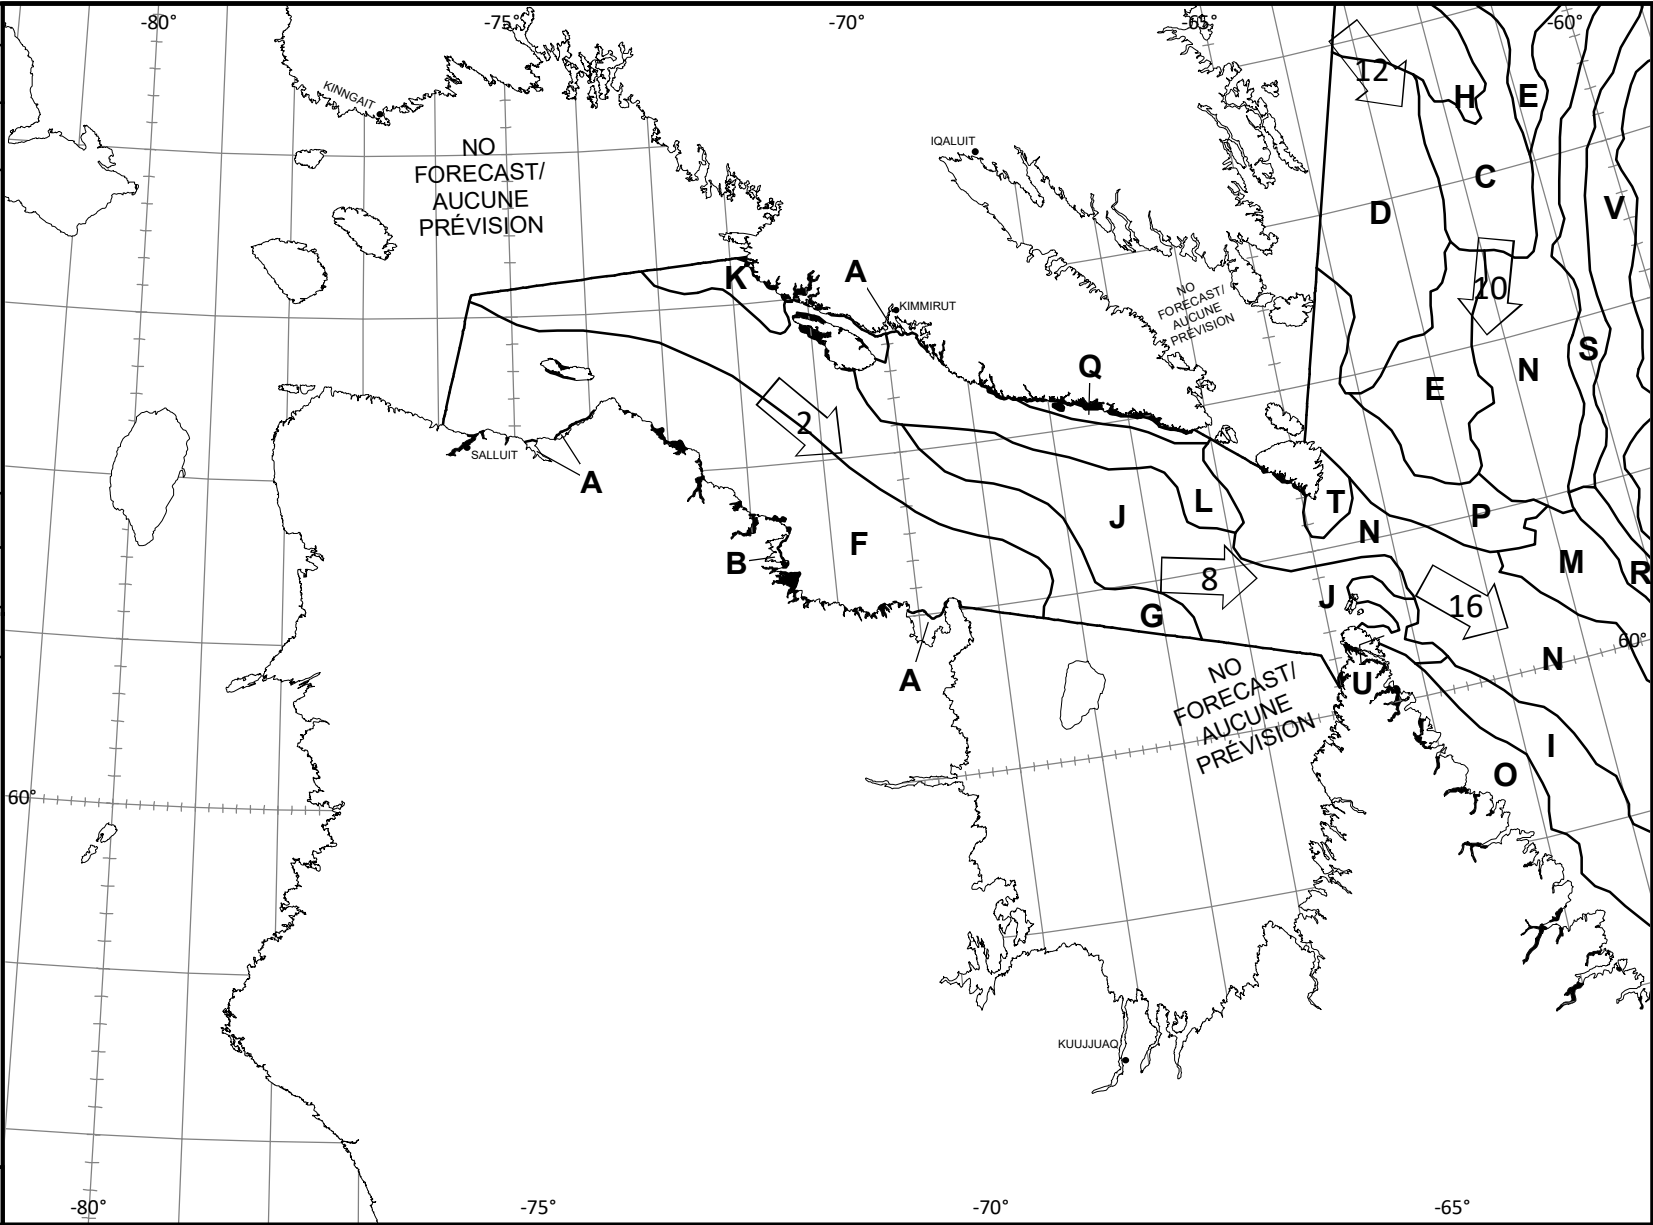 -80°
-75°
-70°
-65°
-60°
12
H
E
KINNGAIT
NO
FORECAST/
AUCUNE
PRÉVISION
IQALUIT
C
D
V
K
A
KIMMIRUT
NO
FORECAST/
AUCUNE
PRÉVISION
10
S
N
E
Q
2
SALLUIT
A
J
L
T
N
P
F
B
M
R
8
J
16
G
60°
A
NO
FORECAST/
AUCUNE
PRÉVISION
U
N
I
O
60°
KUUJJUAQ
-80°
-75°
-70°
-65°